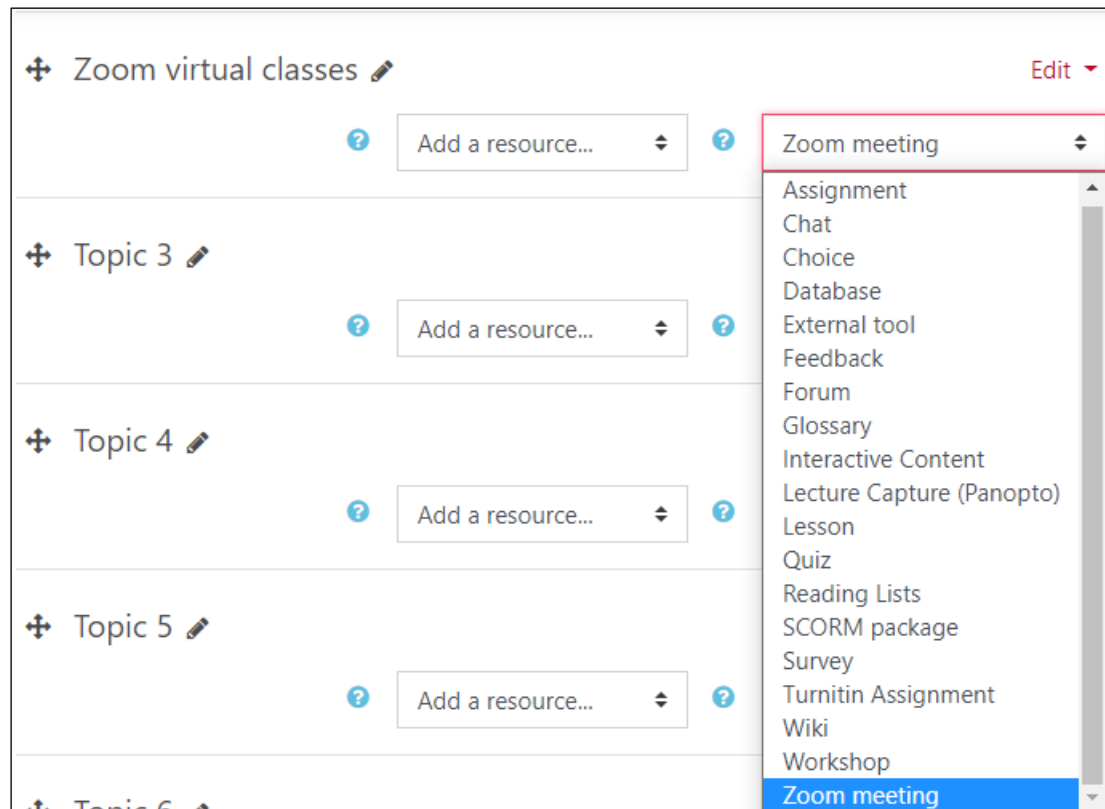 Zoom virtual classes
Edit
Add a resource...
Zoom meeting
Assignment
Chat
Choice
Database
External tool
Feedback
Forum
Glossary
Interactive Content
Lecture Capture (Panopto)
Lesson
Quiz
Reading Lists
SCORM package
Survey
Turnitin Assignment
Wiki
Workshop
Zoom meeting
Topic 3
Add a resource...
Topic 4
Add a resource...
Topic 5
Add a resource...
Topic 6